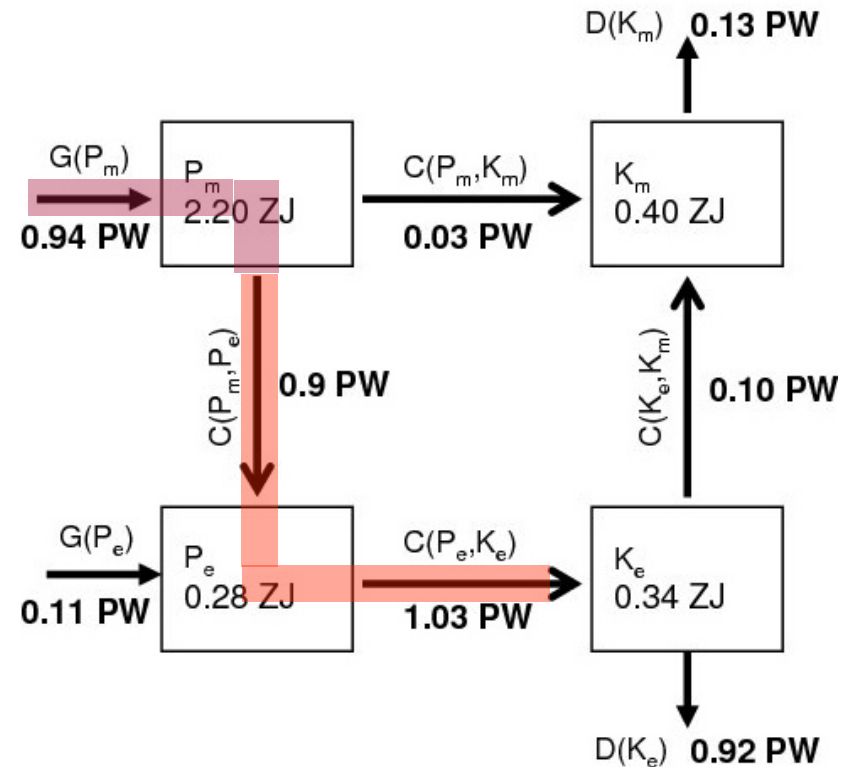 D(Kₘ) 0.13 PW
G(Pₘ)
0.94 PW
Pₘ
2.20 ZJ
C(Pₘ,Kₘ)
0.03 PW
Kₘ
0.40 ZJ
C(Pₘ,Pₑ)
0.9 PW
C(Kₑ,Kₘ)
0.10 PW
G(Pₑ)
0.11 PW
Pₑ
0.28 ZJ
C(Pₑ,Kₑ)
1.03 PW
Kₑ
0.34 ZJ
D(Kₑ) 0.92 PW